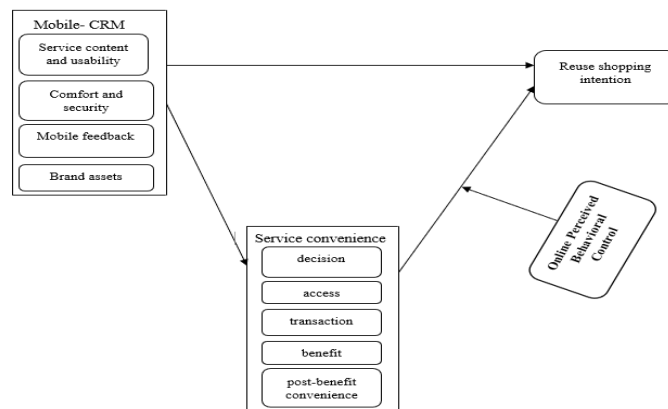 Mobile- CRM
Service content
and usability
Comfort and
security
Mobile feedback
Brand assets
Reuse shopping
intention
Online Perceived
Behavioral
Control
Service convenience
decision
access
transaction
benefit
post-benefit
convenience